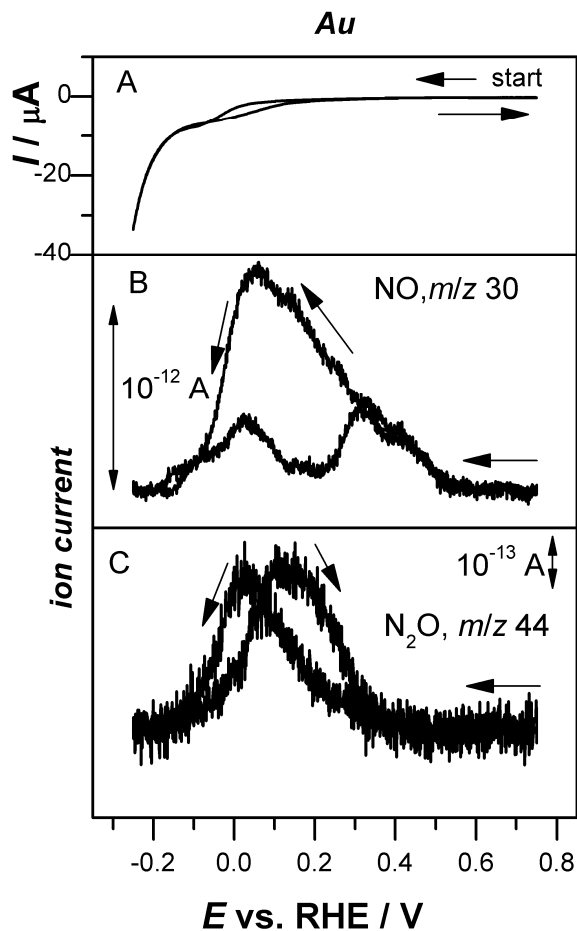 Au
A
start
I / μA
0
-20
-40
B
NO, m/z 30
10⁻¹² A
ion current
C
10⁻¹³ A
N₂O, m/z 44
-0.2 0.0 0.2 0.4 0.6 0.8
E vs. RHE / V